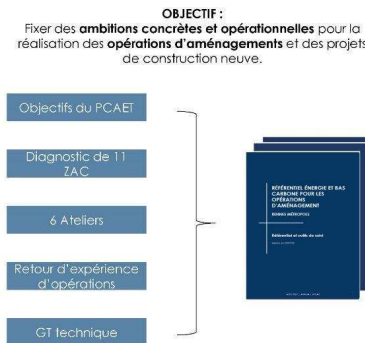 OBJECTIF :
Fixer des ambitions concrètes et opérationnelles pour la
réalisation des opérations d'aménagements et des projets
de construction neuve.
Objectifs du PCAET
Diagnostic de 11
ZAC
6 Ateliers
Retour d'expérience
d'opérations
GT technique
RÉFÉRENTIEL ÉNERGIE ET BAS
CARBONE POUR LES
OPÉRATIONS
D'AMÉNAGEMENT
RENNES MÉTROPOLE
Référentiel et outils de suivi